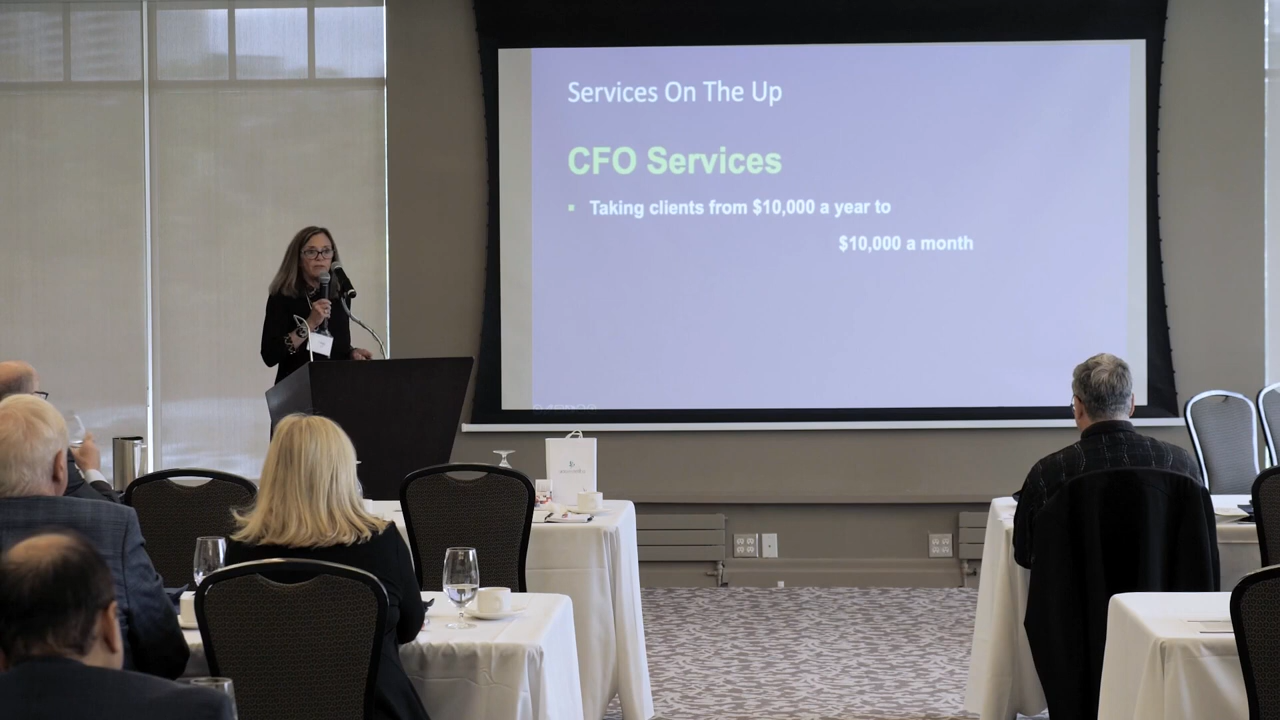 Services On The Up
CFO Services
▪ Taking clients from $10,000 a year to
$10,000 a month